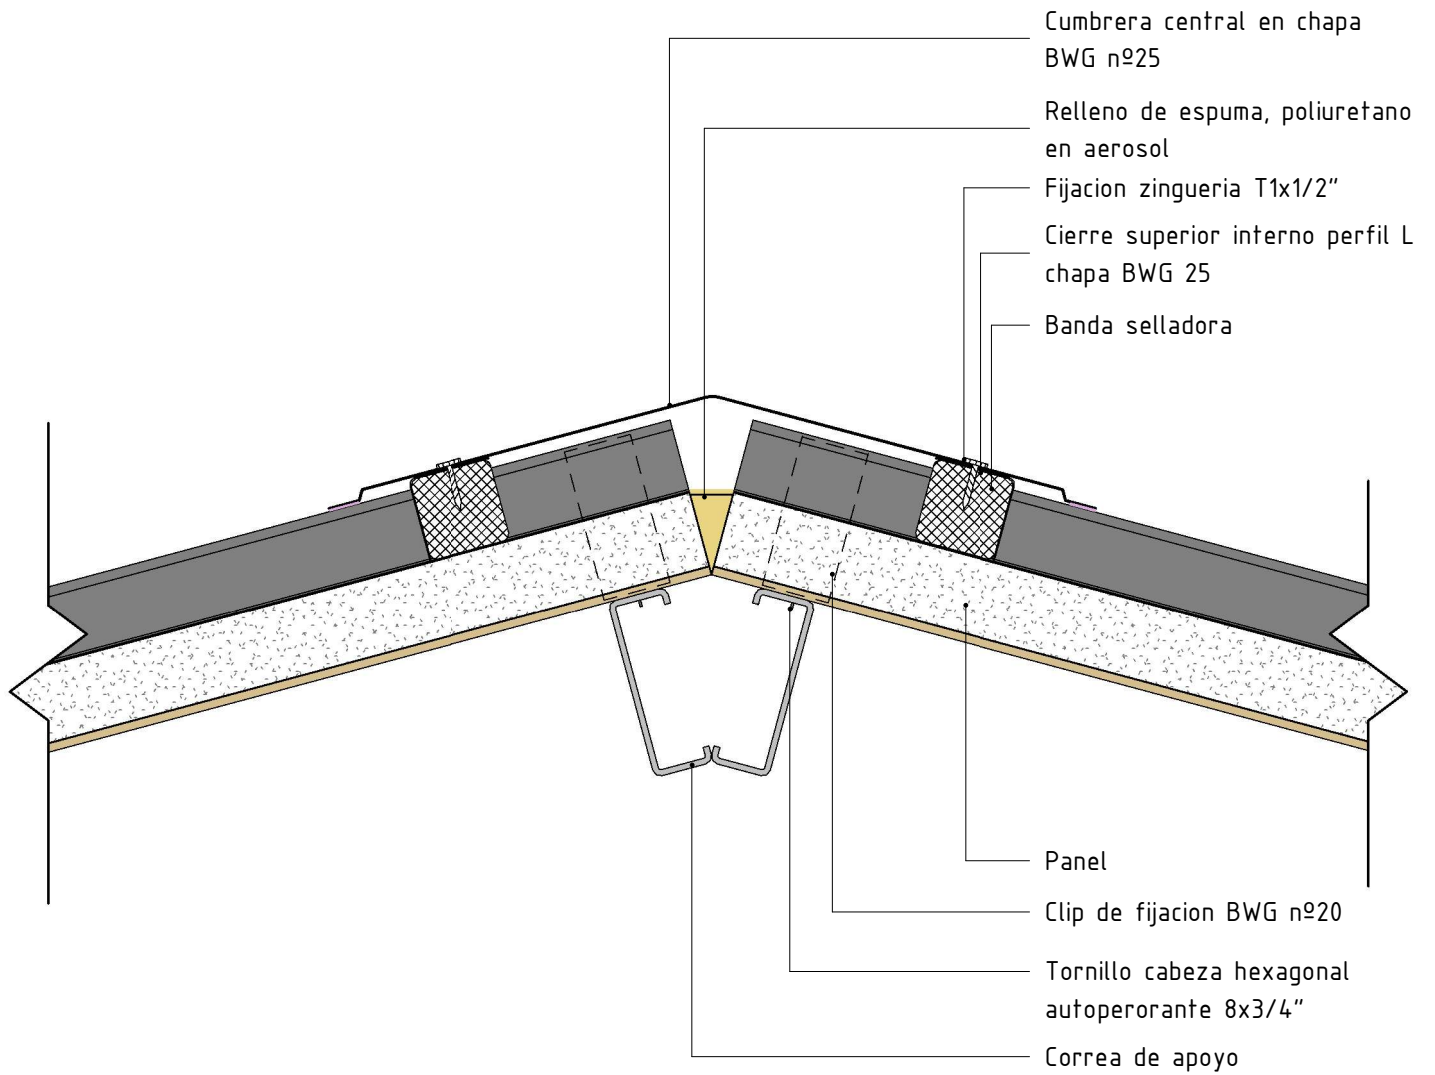 Cumbrera central en chapa
BWG nº25
Relleno de espuma, poliuretano
en aerosol
Fijacion zingueria T1x1/2"
Cierre superior interno perfil L
chapa BWG 25
Banda selladora
Panel
Clip de fijacion BWG nº20
Tornillo cabeza hexagonal
autoperorante 8x3/4"
Correa de apoyo